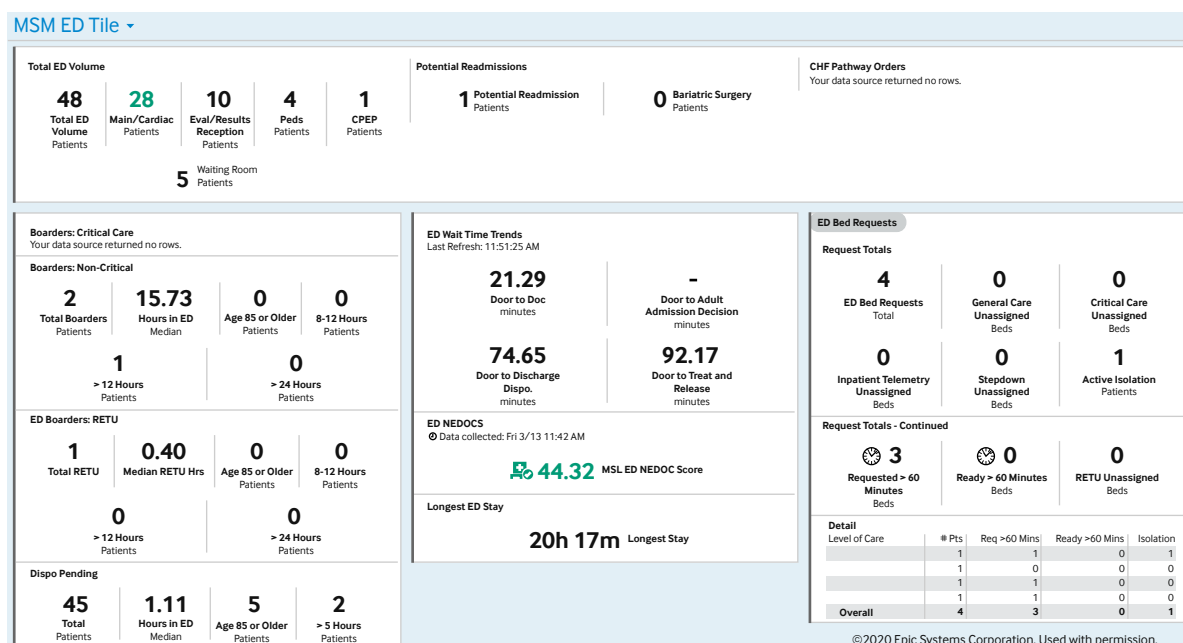 MSM ED Tile
Total ED Volume
48
Total ED
Volume
Patients
28
Main/Cardiac
Patients
10
Eval/Results
Reception
Patients
4
Peds
Patients
1
CPEP
Patients
5
Waiting Room
Patients
Potential Readmissions
1 Potential Readmission
Patients
0 Bariatric Surgery
Patients
CHF Pathway Orders
Your data source returned no rows.
Boarders: Critical Care
Your data source returned no rows.
Boarders: Non-Critical
2
Total Boarders
Patients
15.73
Hours in ED
Median
0
Age 85 or Older
Patients
0
8-12 Hours
Patients
1
> 12 Hours
Patients
0
> 24 Hours
Patients
ED Boarders: RETU
1
Total RETU
0.40
Median RETU Hrs
0
Age 85 or Older
Patients
0
8-12 Hours
Patients
0
> 12 Hours
Patients
0
> 24 Hours
Patients
Dispo Pending
45
Total
Patients
1.11
Hours in ED
Median
5
Age 85 or Older
Patients
2
> 5 Hours
Patients
ED Wait Time Trends
Last Refresh: 11:51:25 AM
21.29
Door to Doc
minutes
-
Door to Adult
Admission Decision
minutes
74.65
Door to Discharge
Dispo.
minutes
92.17
Door to Treat and
Release
minutes
ED NEDOCS
Data collected: Fri 3/13 11:42 AM
44.32 MSL ED NEDOC Score
Longest ED Stay
20h 17m Longest Stay
ED Bed Requests
Request Totals
4
ED Bed Requests
Total
0
General Care
Unassigned
Beds
0
Critical Care
Unassigned
Beds
0
Inpatient Telemetry
Unassigned
Beds
0
Stepdown
Unassigned
Beds
1
Active Isolation
Patients
Request Totals - Continued
3
Requested > 60
Minutes
Beds
0
Ready > 60 Minutes
Beds
0
RETU Unassigned
Beds
Detail
Level of Care # Pts Req >60 Mins Ready >60 Mins Isolation
1 1 0 1
1 0 0 0
1 1 0 0
1 1 0 0
Overall 4 3 0 1
©2020 Epic Systems Corporation. Used with permission.